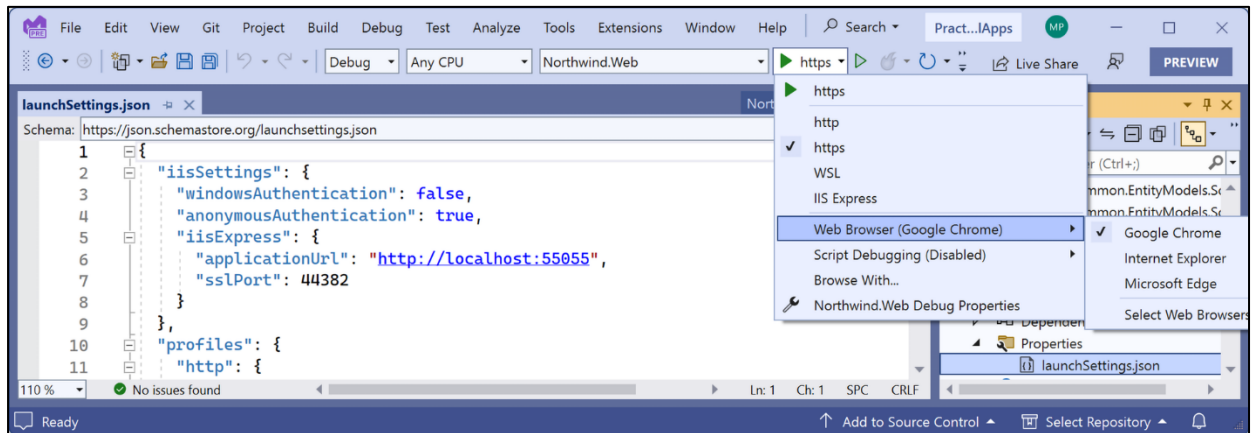 File Edit View Git Project Build Debug Test Analyze Tools Extensions Window Help Search Pract...lApps MP
Debug Any CPU Northwind.Web https Live Share PREVIEW
launchSettings.json Nort
Schema: https://json.schemastore.org/launchsettings.json
1 {
2 "iisSettings": {
3 "windowsAuthentication": false,
4 "anonymousAuthentication": true,
5 "iisExpress": {
6 "applicationUrl": "http://localhost:55055",
7 "sslPort": 44382
8 }
9 },
10 "profiles": {
11 "http": {
https
http
https
WSL
IIS Express
Web Browser (Google Chrome)
Script Debugging (Disabled)
Browse With...
Northwind.Web Debug Properties
Google Chrome
Internet Explorer
Microsoft Edge
Select Web Browsers
(Ctrl+;)
mmon.EntityModels.Sc
mmon.EntityModels.Sc
Dependen
Properties
launchSettings.json
110 % No issues found Ln: 1 Ch: 1 SPC CRLF
Ready Add to Source Control Select Repository